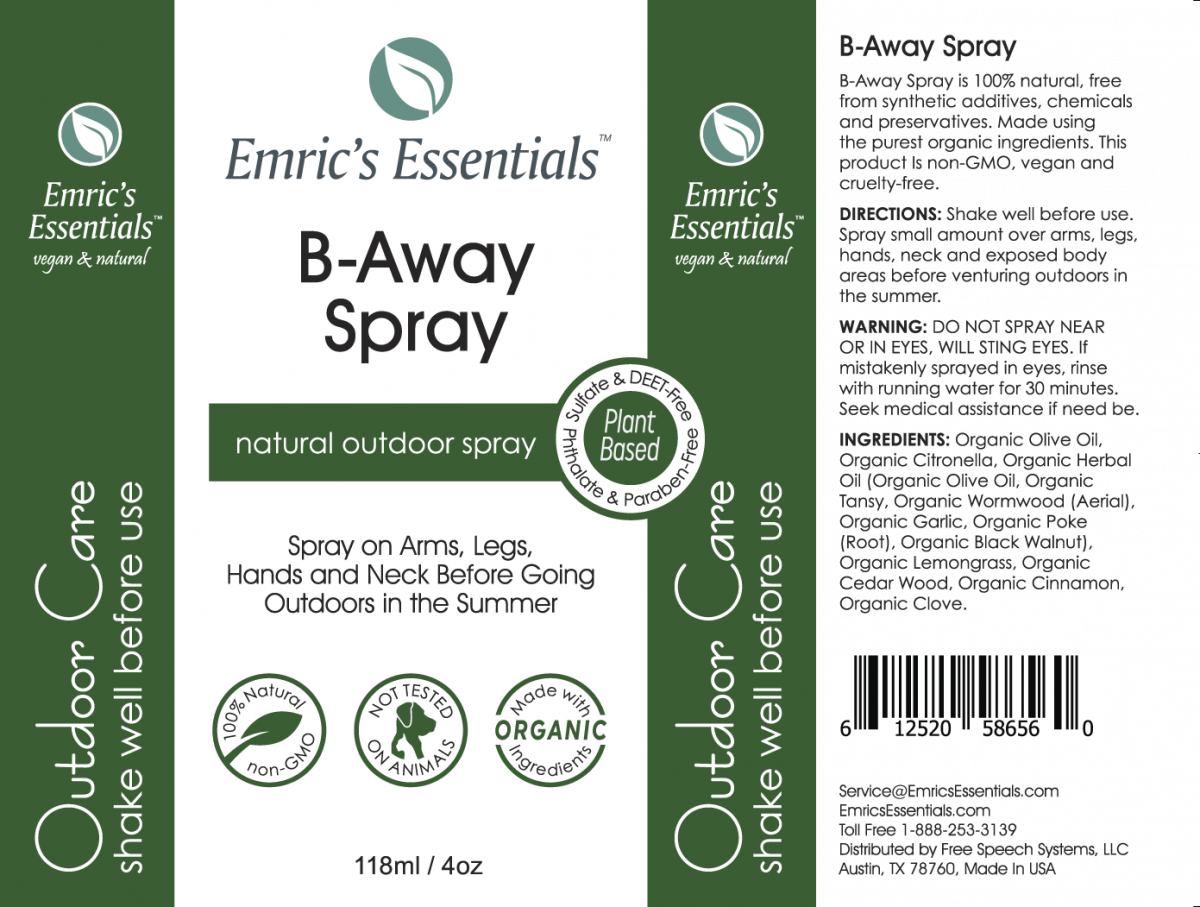 Emric's
Essentials™
vegan & natural
Outdoor Care
shake well before use
Emric's Essentials™
B-Away
Spray
natural outdoor spray
Sulfate & DEET-Free
Phthalate & Paraben-Free
Plant
Based
Spray on Arms, Legs,
Hands and Neck Before Going
Outdoors in the Summer
100% Natural
non-GMO
NOT TESTED
ON ANIMALS
Made with
ORGANIC
Ingredients
118ml / 4oz
Emric's
Essentials™
vegan & natural
Outdoor Care
shake well before use
B-Away Spray
B-Away Spray is 100% natural, free
from synthetic additives, chemicals
and preservatives. Made using
the purest organic ingredients. This
product Is non-GMO, vegan and
cruelty-free.
DIRECTIONS: Shake well before use.
Spray small amount over arms, legs,
hands, neck and exposed body
areas before venturing outdoors in
the summer.
WARNING: DO NOT SPRAY NEAR
OR IN EYES, WILL STING EYES. If
mistakenly sprayed in eyes, rinse
with running water for 30 minutes.
Seek medical assistance if need be.
INGREDIENTS: Organic Olive Oil,
Organic Citronella, Organic Herbal
Oil (Organic Olive Oil, Organic
Tansy, Organic Wormwood (Aerial),
Organic Garlic, Organic Poke
(Root), Organic Black Walnut),
Organic Lemongrass, Organic
Cedar Wood, Organic Cinnamon,
Organic Clove.
6 12520 58656 0
Service@EmricsEssentials.com
EmricsEssentials.com
Toll Free 1-888-253-3139
Distributed by Free Speech Systems, LLC
Austin, TX 78760, Made In USA